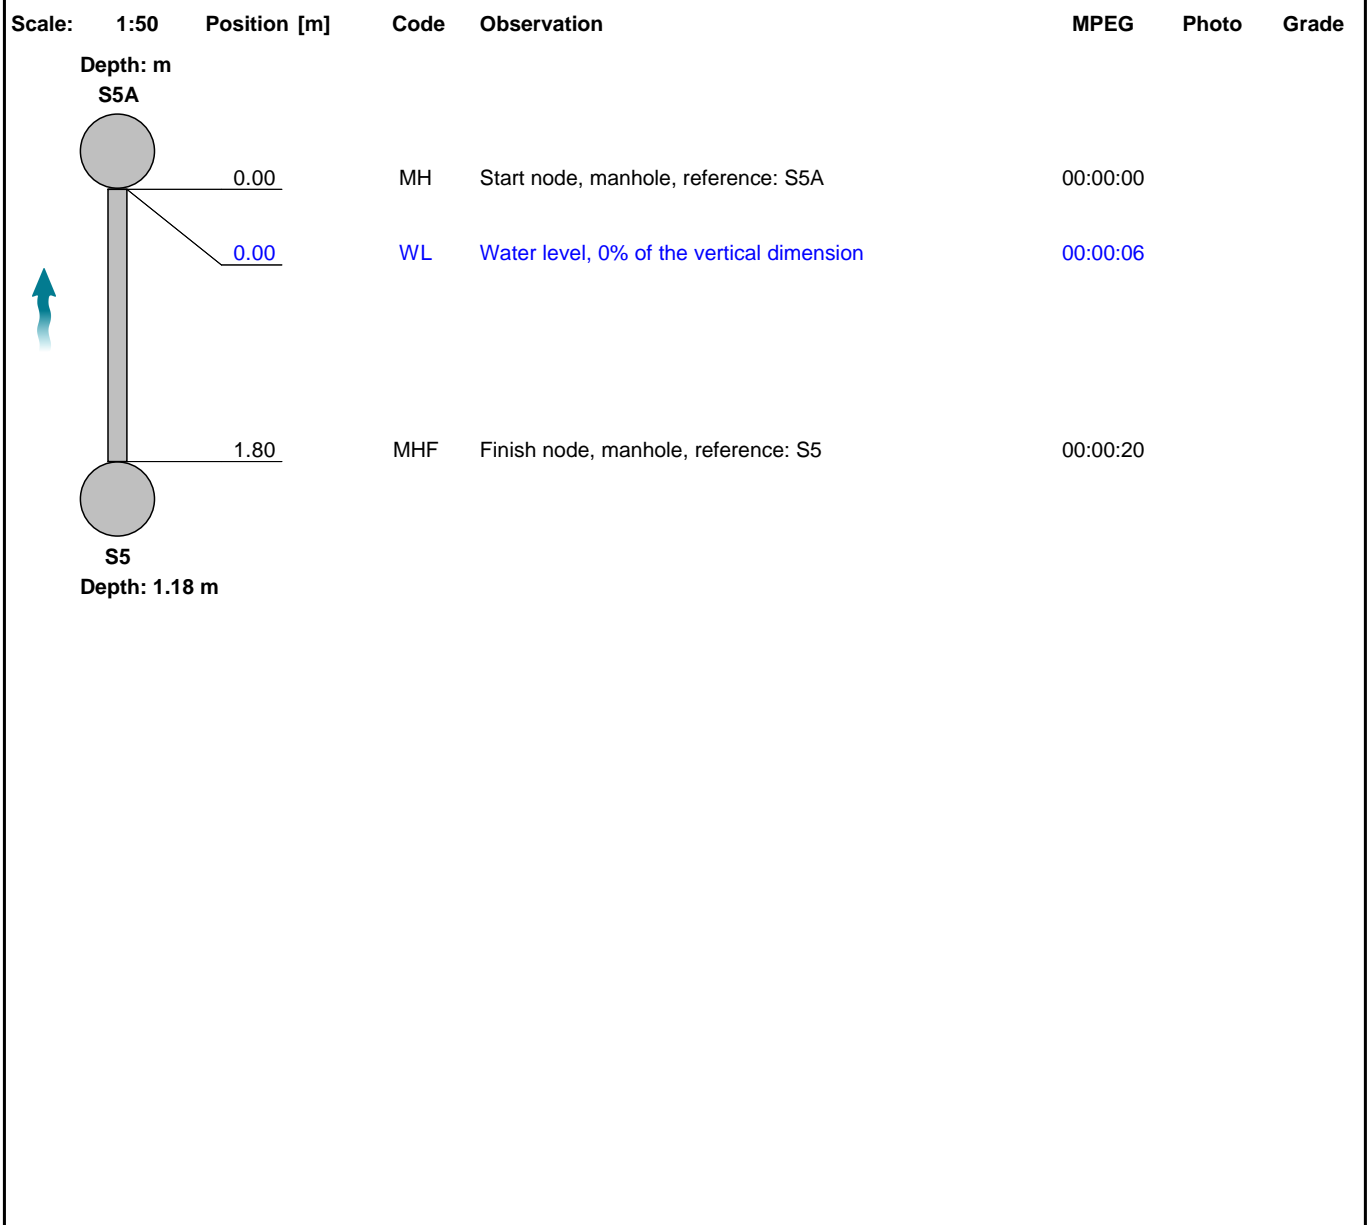 Scale: 1:50 Position [m] Code Observation MPEG Photo Grade
Depth: m
S5A
0.00 MH Start node, manhole, reference: S5A 00:00:00
0.00 WL Water level, 0% of the vertical dimension 00:00:06
1.80 MHF Finish node, manhole, reference: S5 00:00:20
S5
Depth: 1.18 m